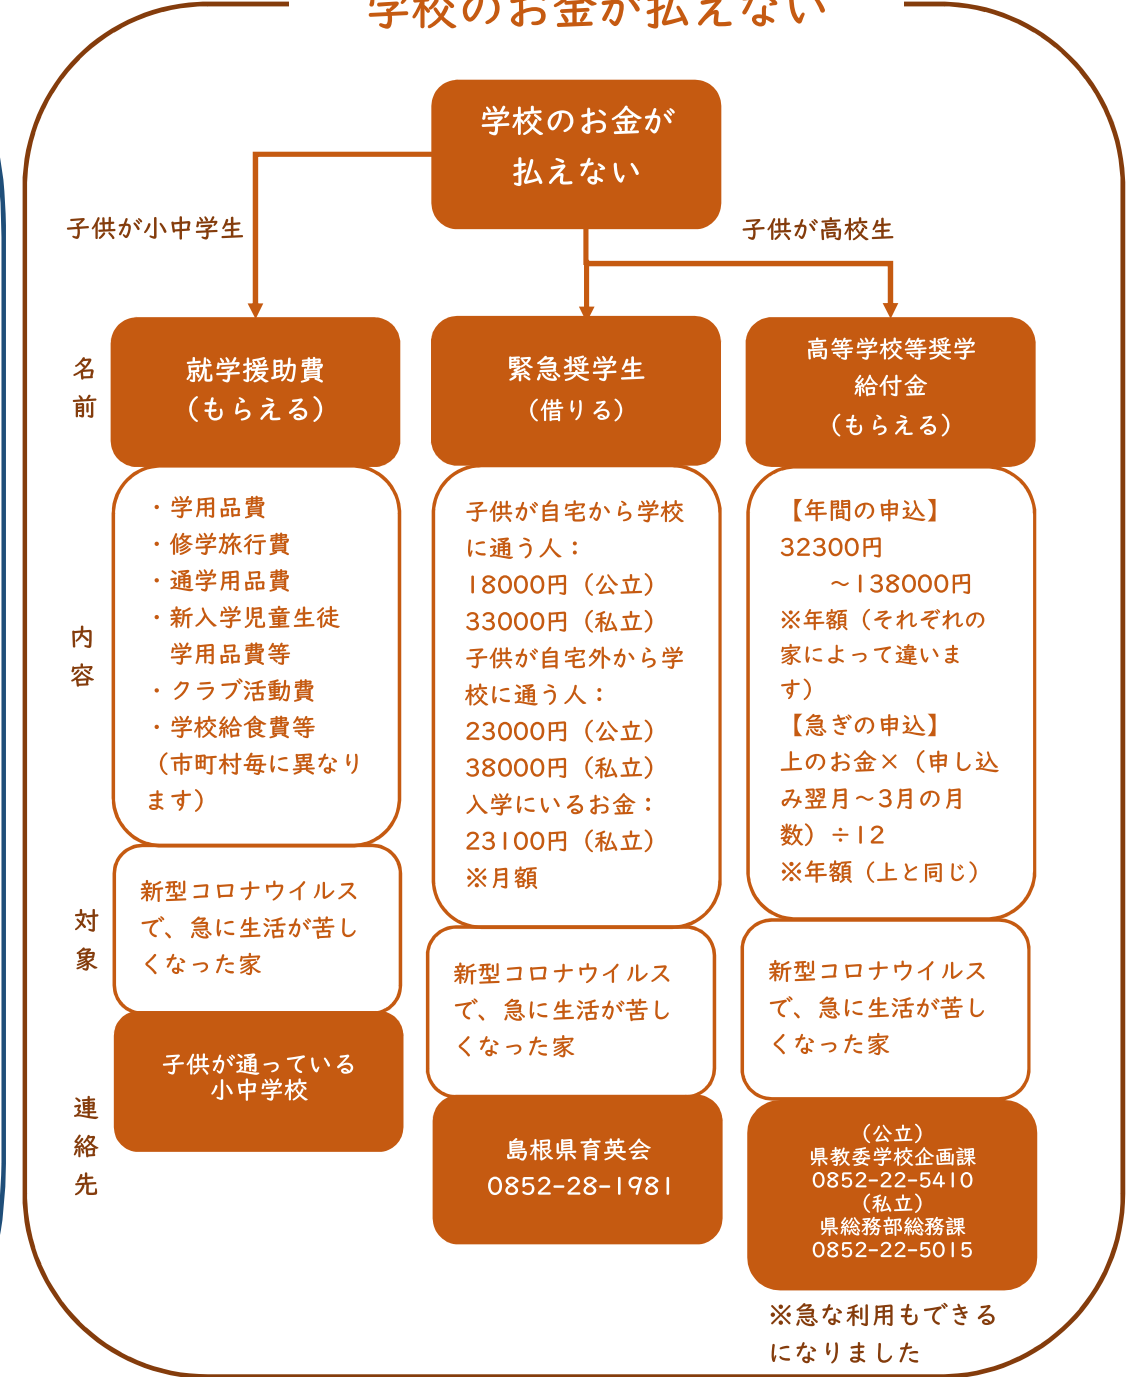 学校のお金が払えない
学校のお金が
払えない
子供が小中学生
子供が高校生
名
前
就学援助費
（もらえる）
緊急奨学生
（借りる）
高等学校等奨学
給付金
（もらえる）
内
容
・学用品費
・修学旅行費
・通学用品費
・新入学児童生徒
学用品費等
・クラブ活動費
・学校給食費等
（市町村毎に異なり
ます）
子供が自宅から学校
に通う人：
18000円（公立）
33000円（私立）
子供が自宅外から学
校に通う人：
23000円（公立）
38000円（私立）
入学にいるお金：
23100円（私立）
※月額
【年間の申込】
32300円
～138000円
※年額（それぞれの
家によって違いま
す）
【急ぎの申込】
上のお金×（申し込
み翌月～3月の月
数）÷12
※年額（上と同じ）
対
象
新型コロナウイルス
で、急に生活が苦し
くなった家
新型コロナウイルス
で、急に生活が苦し
くなった家
新型コロナウイルス
で、急に生活が苦し
くなった家
連
絡
先
子供が通っている
小中学校
島根県育英会
0852-28-1981
（公立）
県教委学校企画課
0852-22-5410
（私立）
県総務部総務課
0852-22-5015
※急な利用もできる
になりました